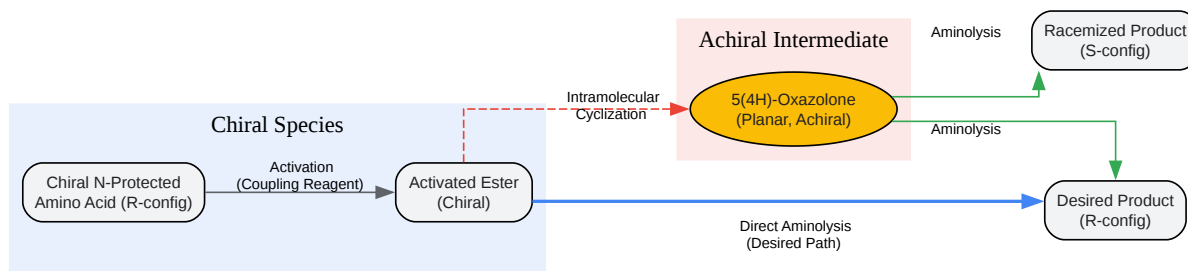 Chiral Species
Chiral N-Protected
Amino Acid (R-config)
Activation
(Coupling Reagent)
Activated Ester
(Chiral)
Intramolecular
Cyclization
Achiral Intermediate
5(4H)-Oxazolone
(Planar, Achiral)
Aminolysis
Racemized Product
(S-config)
Aminolysis
Direct Aminolysis
(Desired Path)
Desired Product
(R-config)